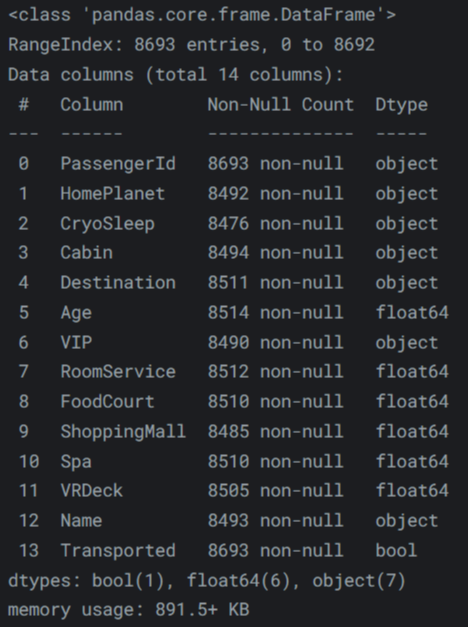 <class 'pandas.core.frame.DataFrame'>
RangeIndex: 8693 entries, 0 to 8692
Data columns (total 14 columns):
 #   Column        Non-Null Count  Dtype
---  ------        --------------  -----
 0   PassengerId   8693 non-null   object
 1   HomePlanet    8492 non-null   object
 2   CryoSleep     8476 non-null   object
 3   Cabin         8494 non-null   object
 4   Destination   8511 non-null   object
 5   Age           8514 non-null   float64
 6   VIP           8490 non-null   object
 7   RoomService   8512 non-null   float64
 8   FoodCourt     8510 non-null   float64
 9   ShoppingMall  8485 non-null   float64
 10  Spa           8510 non-null   float64
 11  VRDeck        8505 non-null   float64
 12  Name          8493 non-null   object
 13  Transported   8693 non-null   bool
dtypes: bool(1), float64(6), object(7)
memory usage: 891.5+ KB